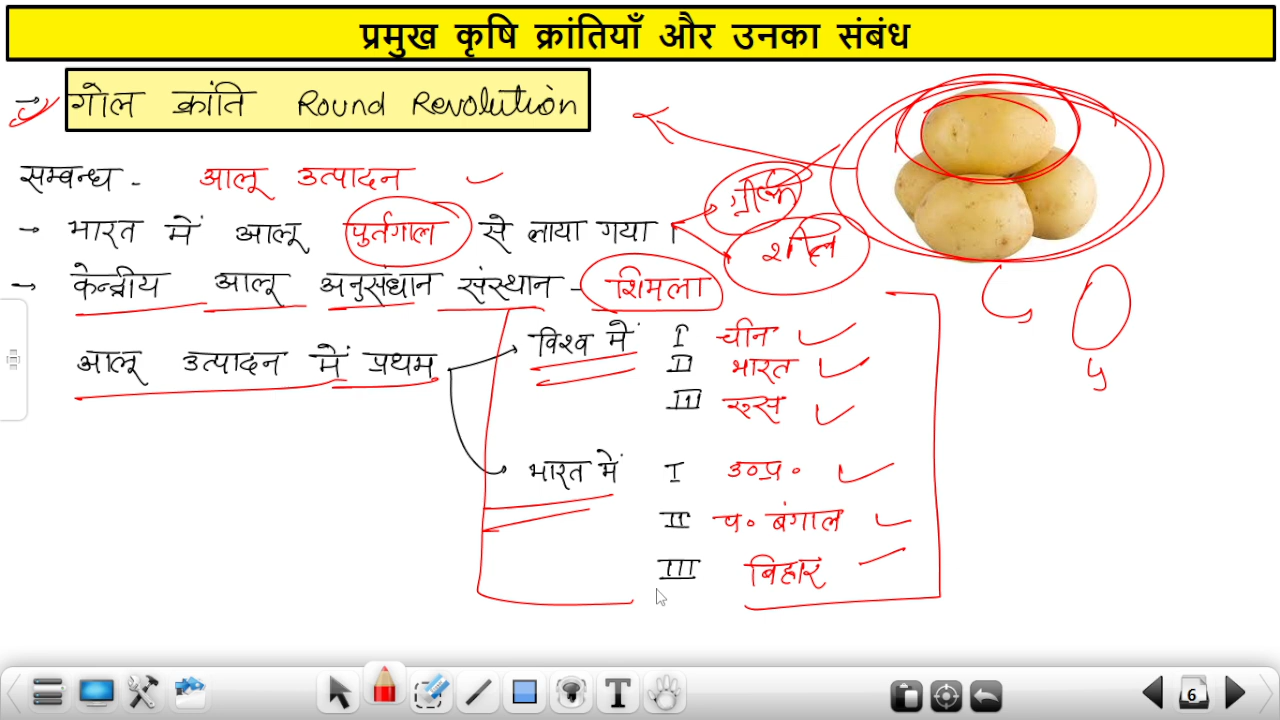 प्रमुख कृषि क्रांतियाँ और उनका संबंध
→ गोल क्रांति Round Revolution
सम्बन्ध - आलू उत्पादन
→ भारत में आलू पुर्तगाल से लाया गया ।
→ केन्द्रीय आलू अनुसंधान संस्थान - शिमला
आलू उत्पादन में प्रथम
विश्व में I चीन
II भारत
III रूस
भारत में I उ०प्र०
II प० बंगाल
III बिहार
6